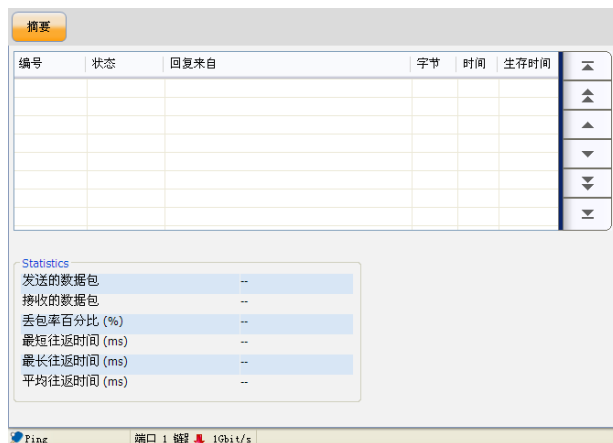 摘要
编号 状态 回复来自 字节 时间 生存时间
Statistics
发送的数据包 --
接收的数据包 --
丢包率百分比 (%) --
最短往返时间 (ms) --
最长往返时间 (ms) --
平均往返时间 (ms) --
Ping 端口 1 1Gbit/s